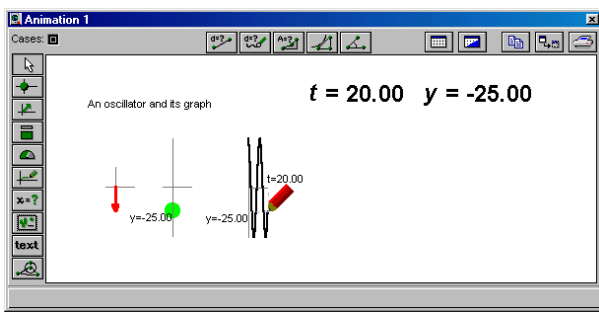 Animation 1
Cases:
d=? d=? A=?
t = 20.00 y = -25.00
An oscillator and its graph
t=20.00
y=-25.00 y=-25.00
x=?
text